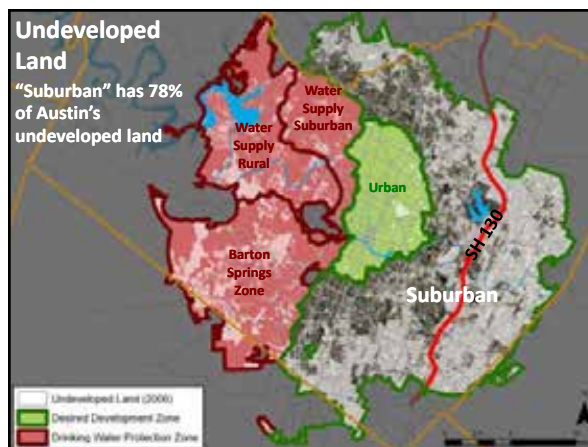 Undeveloped
Land
“Suburban” has 78%
of Austin’s
undeveloped land
Water
Supply
Suburban
Water
Supply
Rural
Urban
SH 130
Barton
Springs
Zone
Suburban
Undeveloped Land (2006)
Desired Development Zone
Drinking Water Protection Zone